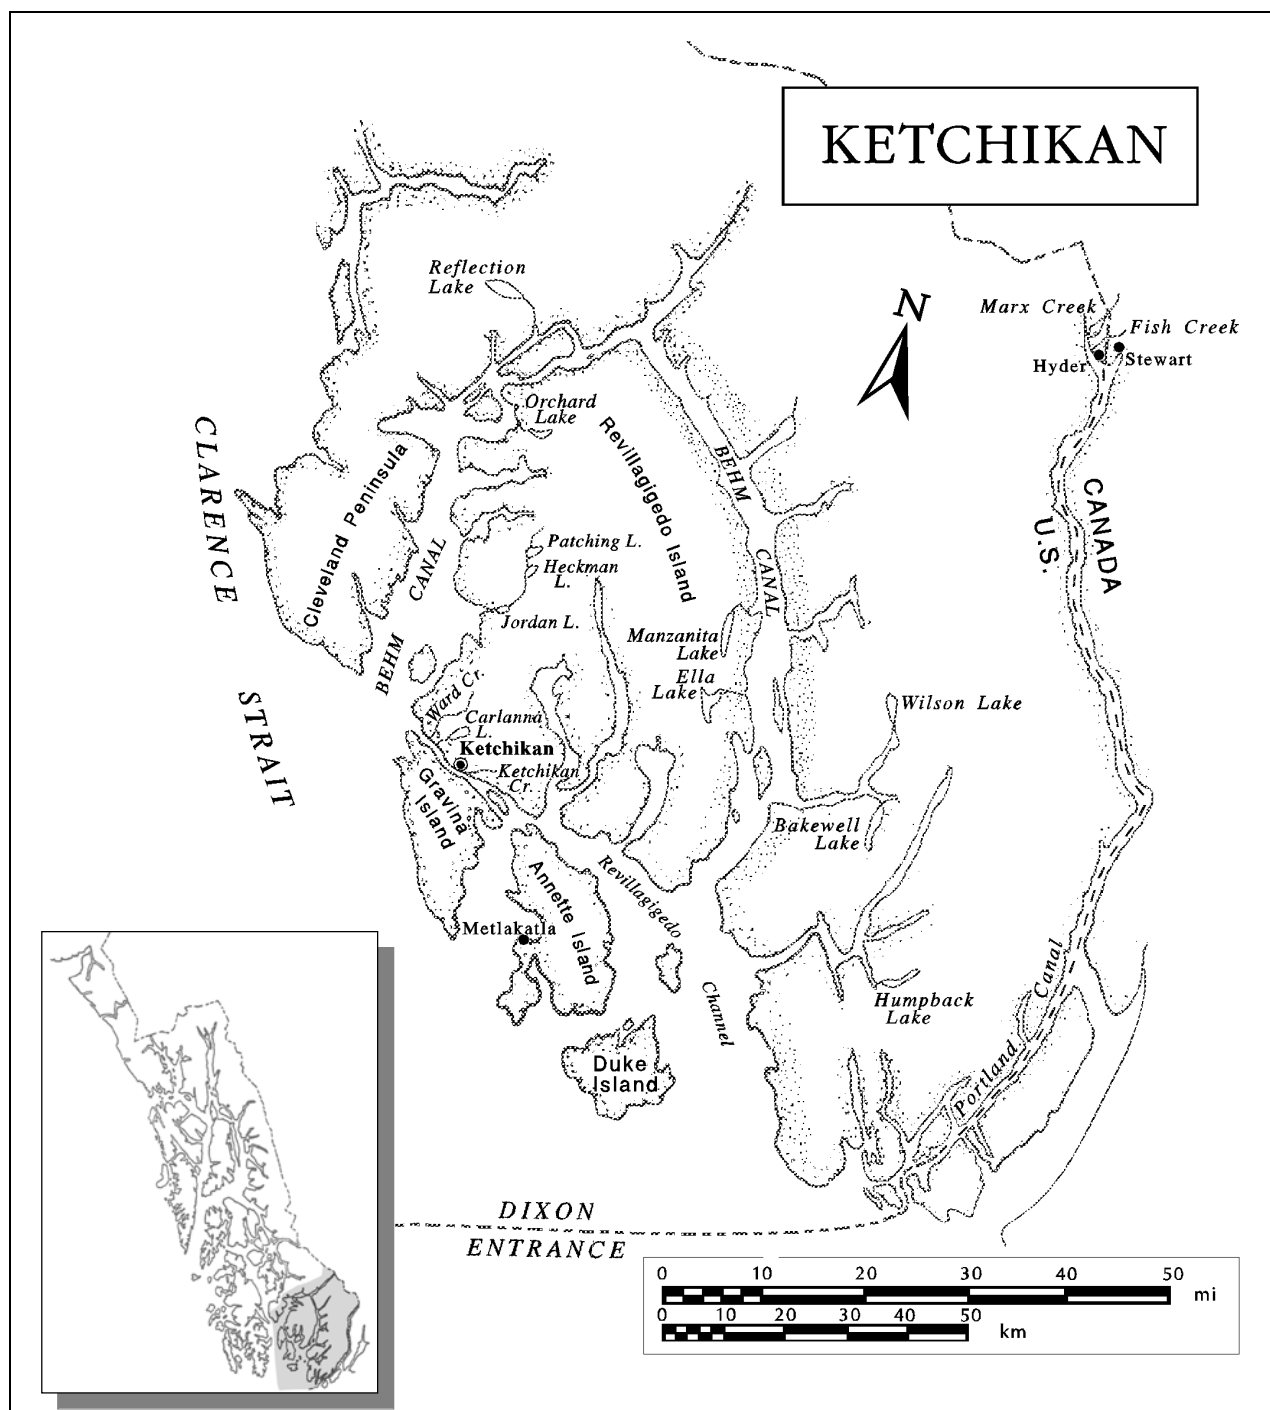 KETCHIKAN
Reflection
Lake
N
Marx Creek
Fish Creek
Hyder
Stewart
Orchard
Lake
CLARENCE
STRAIT
Cleveland Peninsula
Revillagigedo Island
BEHM
CANAL
BEHM
CANAL
U.S.
CANADA
Patching L.
Heckman
L.
Jordan L.
Manzanita
Lake
Ella
Lake
Wilson Lake
Ward Cr.
Carlanna
L.
Ketchikan
Ketchikan
Cr.
Gravina
Island
Bakewell
Lake
Annette Island
Revillagigedo
Channel
Metlakatla
Humpback
Lake
Portland
Canal
Duke
Island
DIXON
ENTRANCE
0 10 20 30 40 50
mi
0 10 20 30 40 50
km